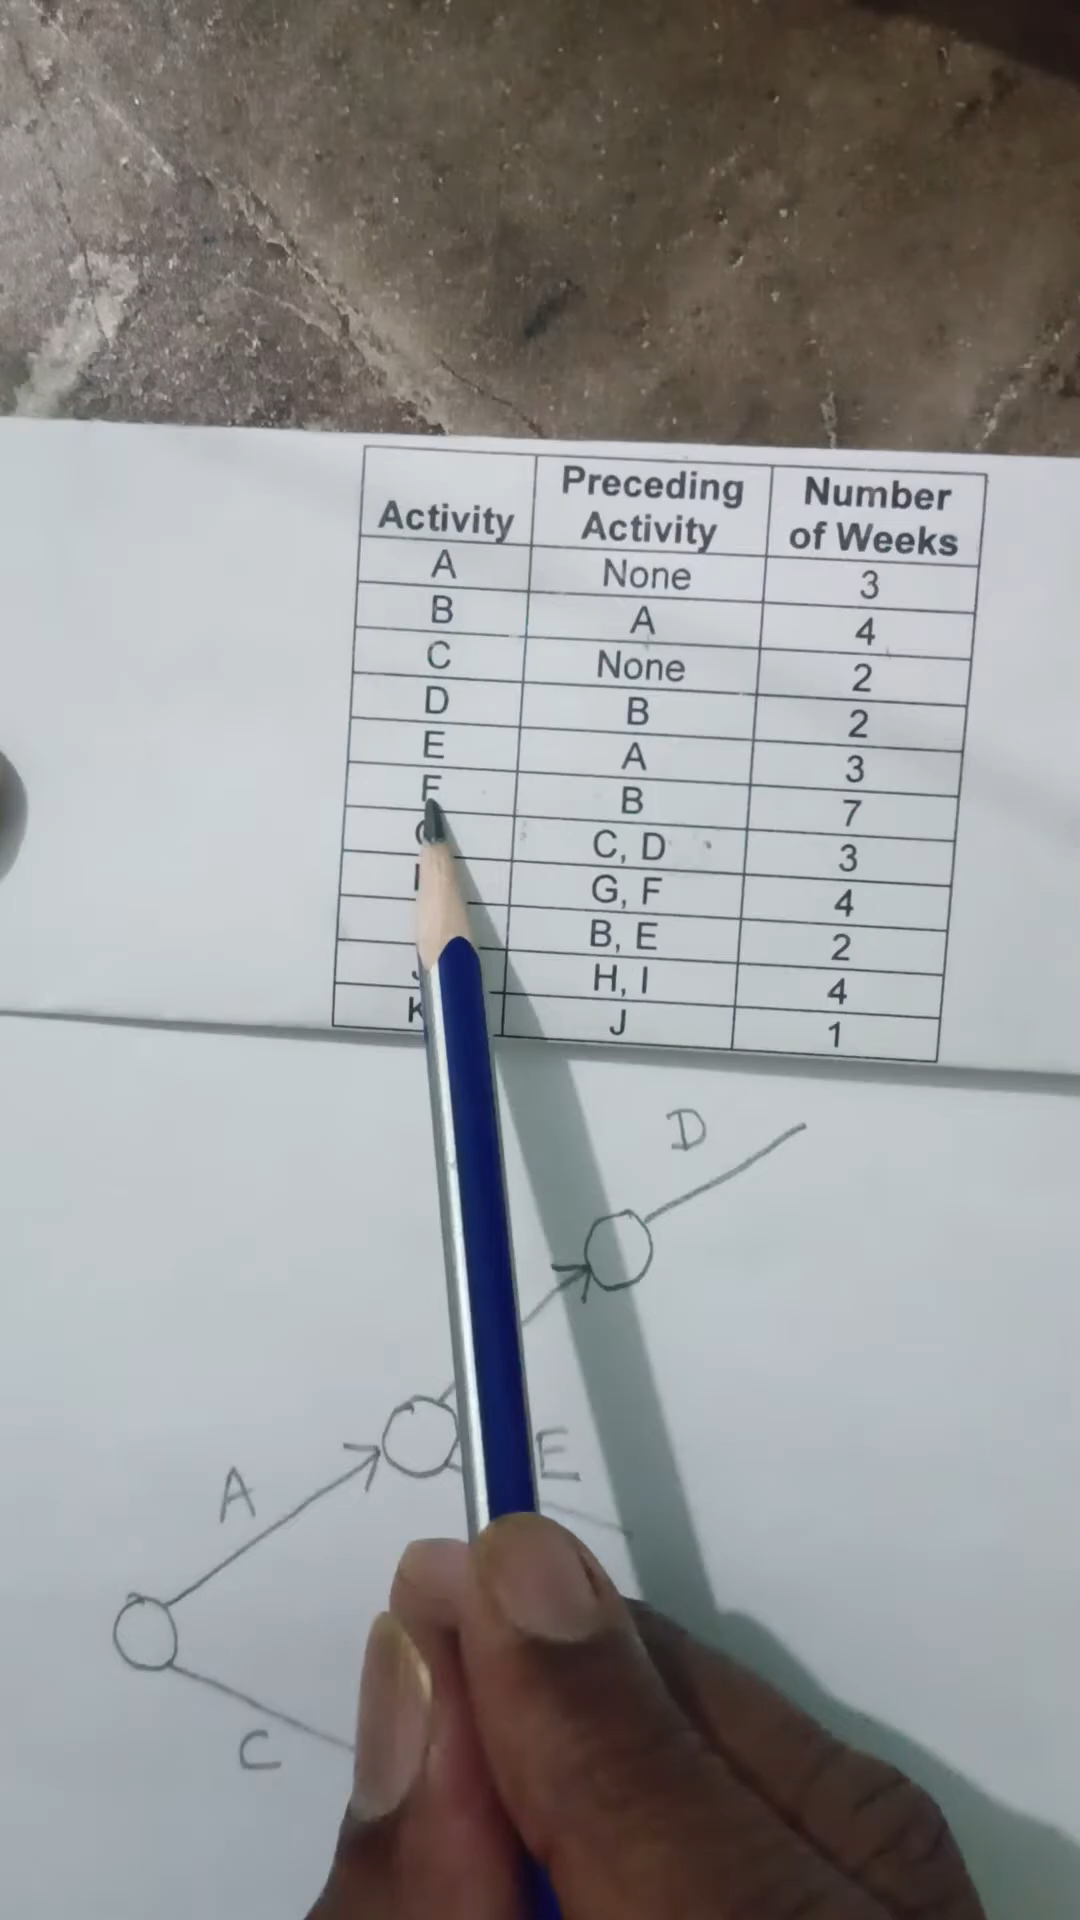 Activity Preceding Activity Number of Weeks
A None 3
B A 4
C None 2
D B 2
E A 3
F B 7
C, D 3
G, F 4
B, E 2
J H, I 4
K J 1
D
E
A
C